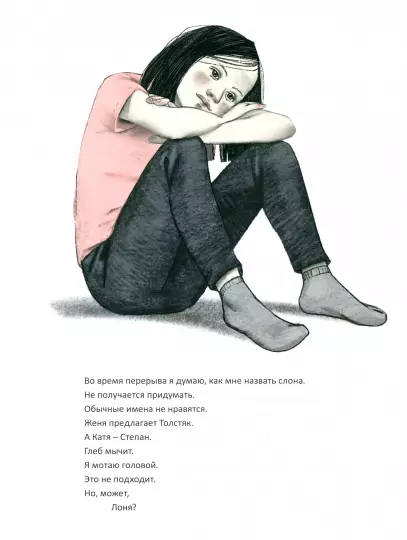 Во время перерыва я думаю, как мне назвать слона.
Не получается придумать.
Обычные имена не нравятся.
Женя предлагает Толстяк.
А Катя – Степан.
Глеб мычит.
Я мотаю головой.
Это не подходит.
Но, может,
Лоня?